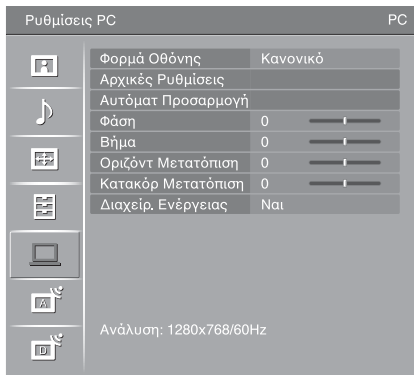 Ρυθμίσεις PC PC
Φορμά Οθόνης Κανονικό
Αρχικές Ρυθμίσεις
Αυτόματ Προσαρμογή
Φάση 0
Βήμα 0
Οριζόντ Μετατόπιση 0
Κατακόρ Μετατόπιση 0
Διαχείρ. Ενέργειας Ναι
A
D
Ανάλυση: 1280x768/60Hz